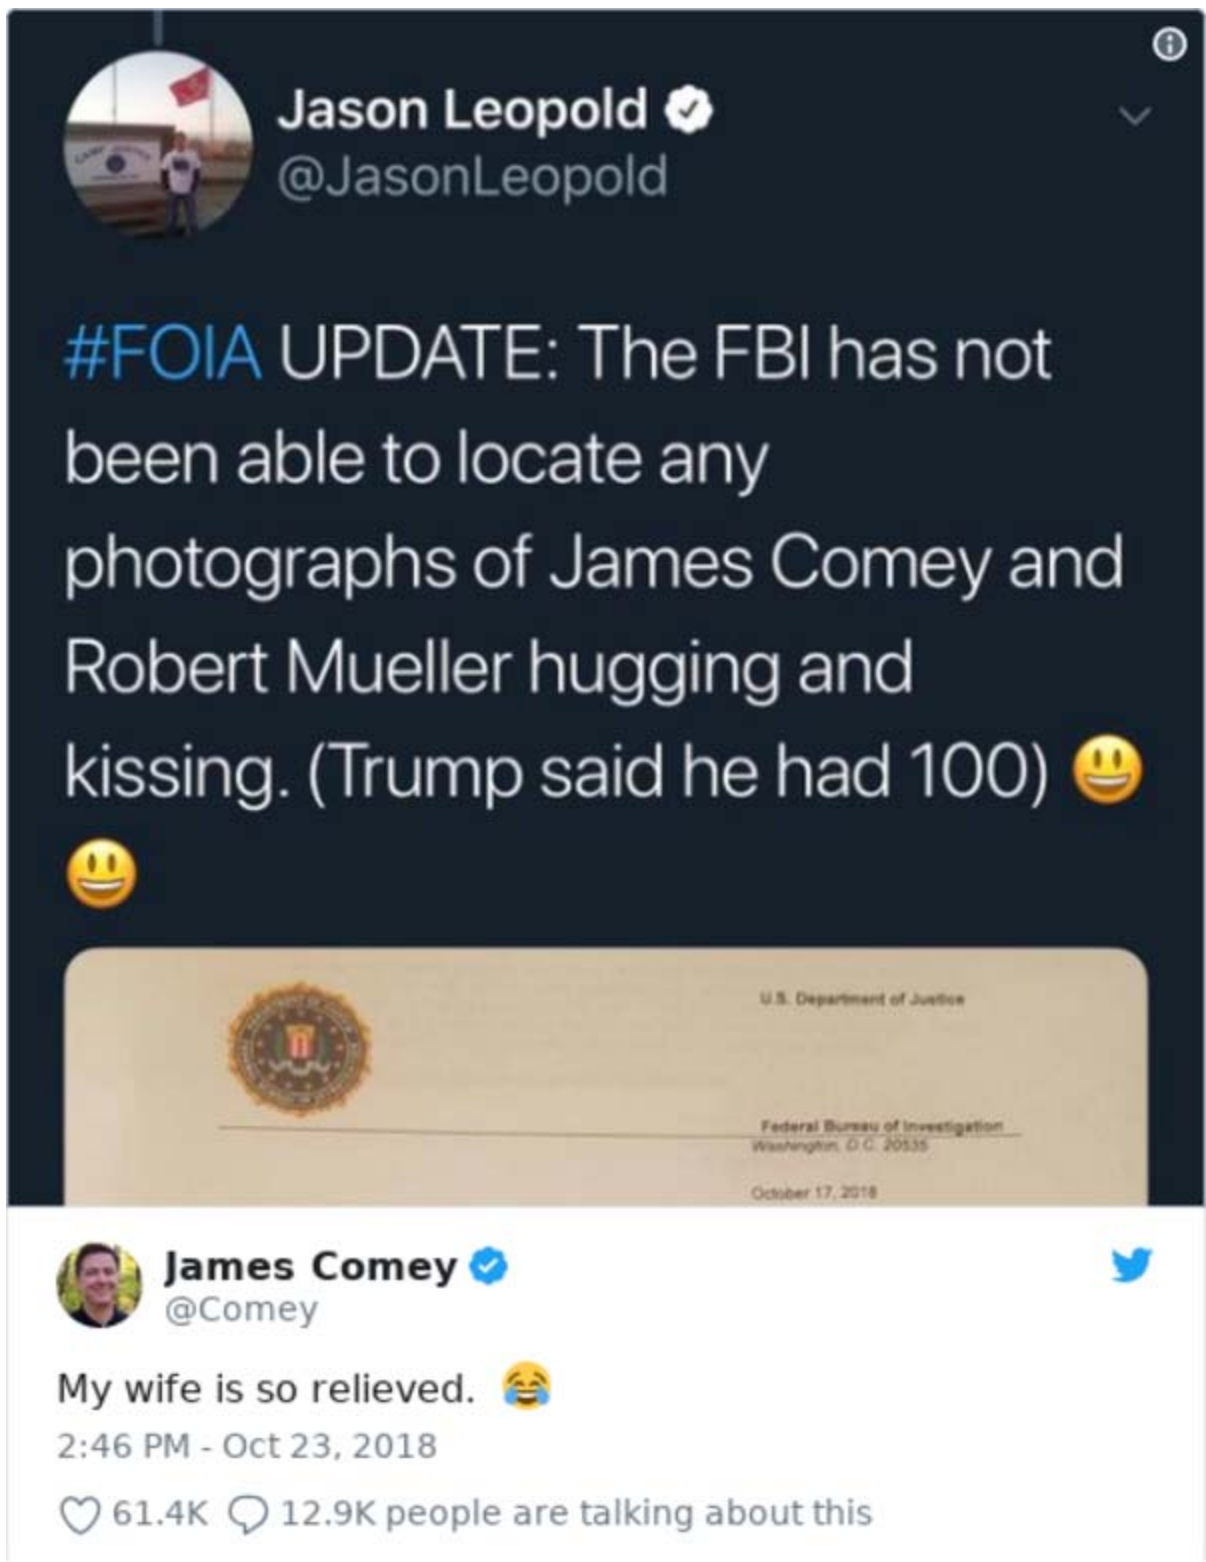 Jason Leopold
@JasonLeopold
#FOIA UPDATE: The FBI has not
been able to locate any
photographs of James Comey and
Robert Mueller hugging and
kissing. (Trump said he had 100) 😃
😃
U.S. Department of Justice
Federal Bureau of Investigation
Washington, D.C. 20535
October 17, 2018
James Comey
@Comey
My wife is so relieved. 😂
2:46 PM - Oct 23, 2018
61.4K 12.9K people are talking about this